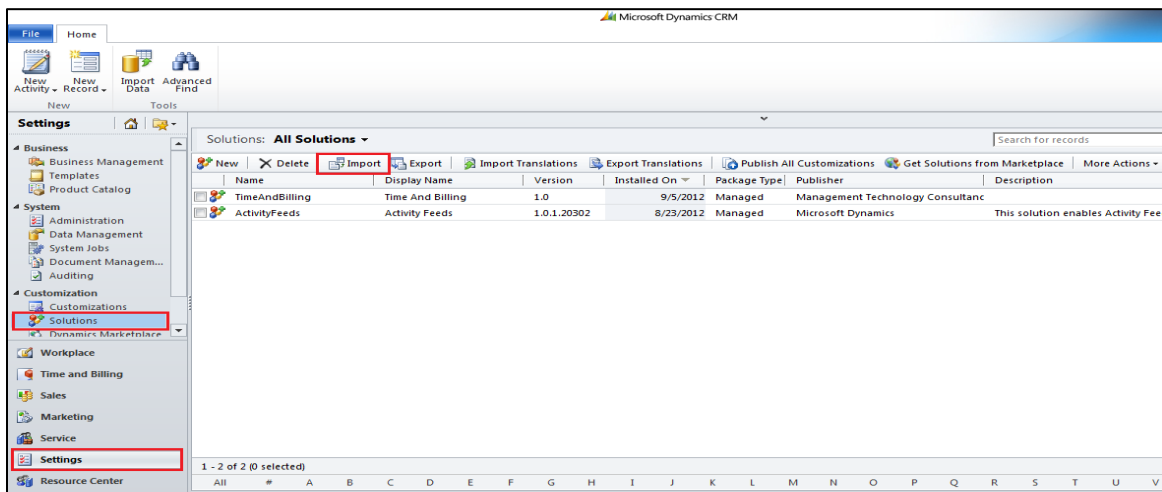 Microsoft Dynamics CRM
File Home
New Activity New Record Import Data Advanced Find
New Tools
Settings
Solutions: All Solutions
Search for records
Business
Business Management
Templates
Product Catalog
System
Administration
Data Management
System Jobs
Document Managem...
Auditing
Customization
Customizations
Solutions
Dynamics Marketplace
Workplace
Time and Billing
Sales
Marketing
Service
Settings
Resource Center
New Delete Import Export Import Translations Export Translations Publish All Customizations Get Solutions from Marketplace More Actions
Name Display Name Version Installed On Package Type Publisher Description
TimeAndBilling Time And Billing 1.0 9/5/2012 Managed Management Technology Consultanc
ActivityFeeds Activity Feeds 1.0.1.20302 8/23/2012 Managed Microsoft Dynamics This solution enables Activity Fee
1 - 2 of 2 (0 selected)
All # A B C D E F G H I J K L M N O P Q R S T U V